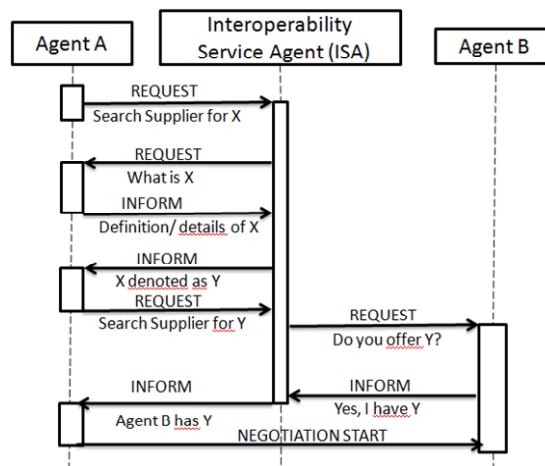 Agent A
Interoperability
Service Agent (ISA)
Agent B
REQUEST
Search Supplier for X
REQUEST
What is X
INFORM
Definition/ details of X
INFORM
X denoted as Y
REQUEST
Search Supplier for Y
REQUEST
Do you offer Y?
INFORM
Yes, I have Y
INFORM
Agent B has Y
NEGOTIATION START